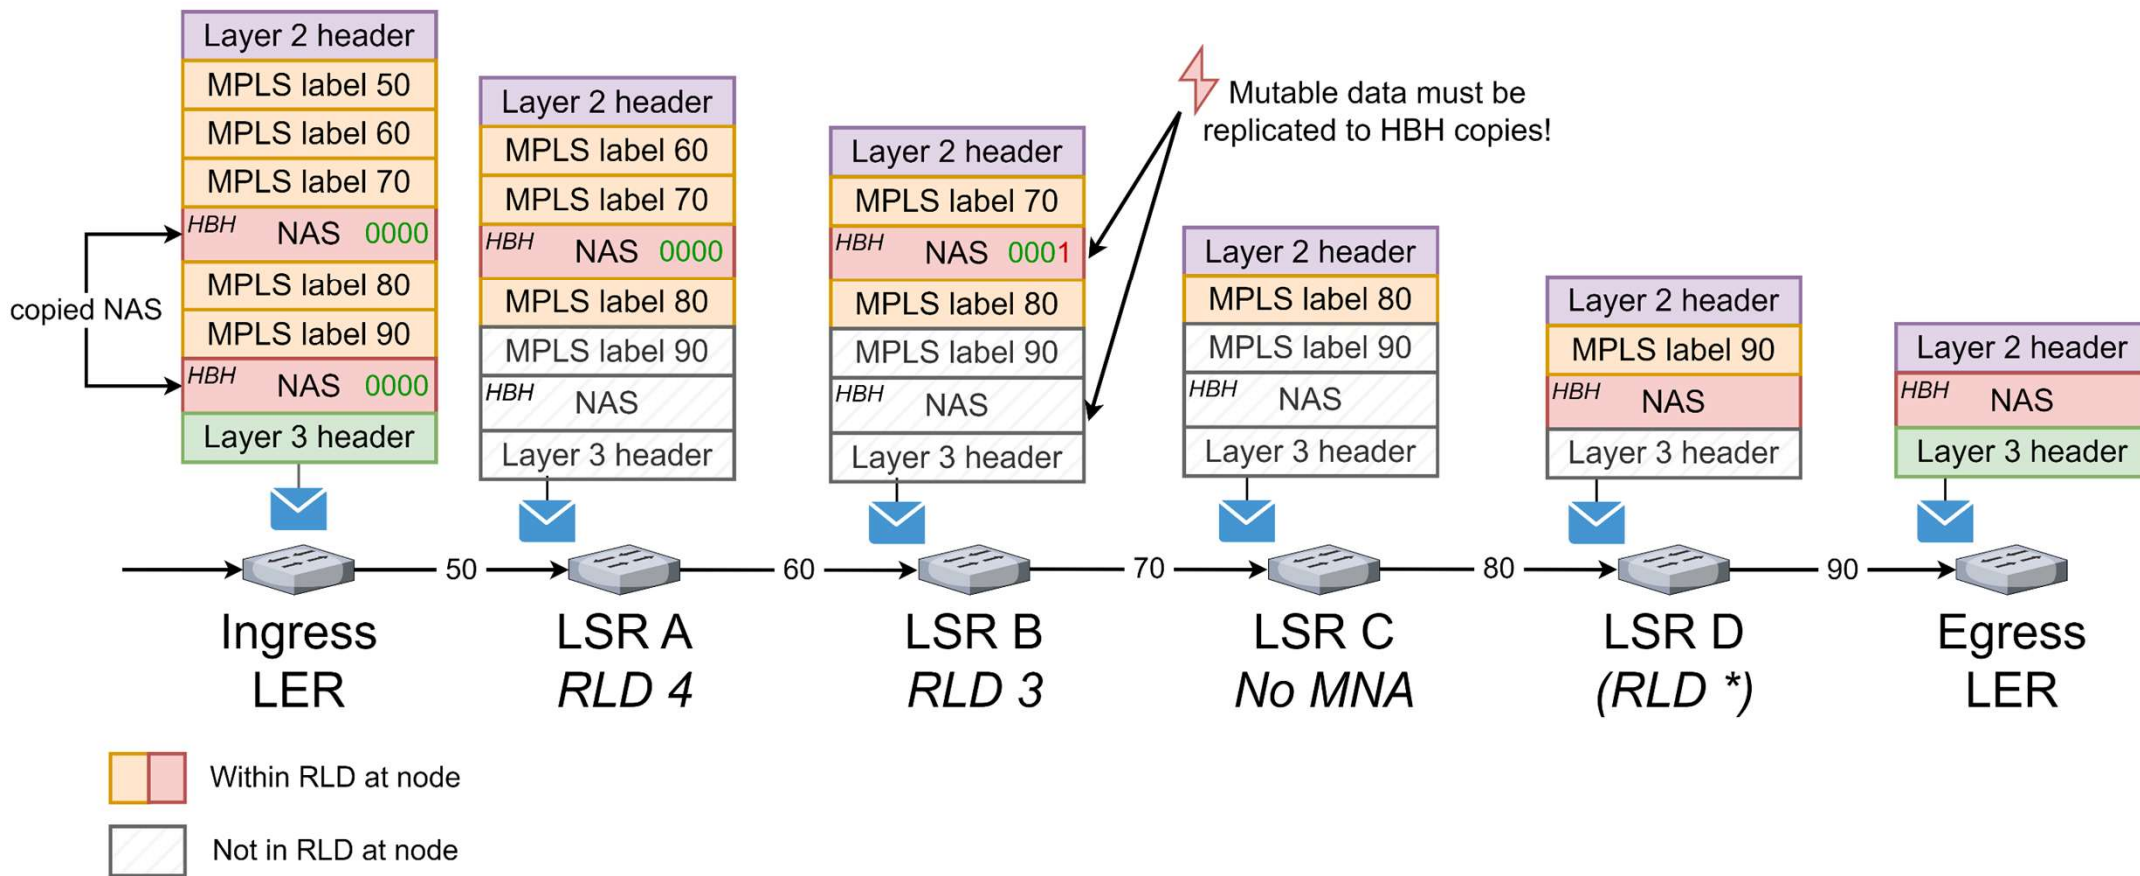 Layer 2 header
MPLS label 50
MPLS label 60
MPLS label 70
HBH NAS 0000
MPLS label 80
MPLS label 90
HBH NAS 0000
Layer 3 header
copied NAS
Layer 2 header
MPLS label 60
MPLS label 70
HBH NAS 0000
MPLS label 80
MPLS label 90
HBH NAS
Layer 3 header
Layer 2 header
MPLS label 70
HBH NAS 0001
MPLS label 80
MPLS label 90
HBH NAS
Layer 3 header
Mutable data must be
replicated to HBH copies!
Layer 2 header
MPLS label 80
MPLS label 90
HBH NAS
Layer 3 header
Layer 2 header
MPLS label 90
HBH NAS
Layer 3 header
Layer 2 header
HBH NAS
Layer 3 header
50
60
70
80
90
Ingress
LER
LSR A
RLD 4
LSR B
RLD 3
LSR C
No MNA
LSR D
(RLD *)
Egress
LER
Within RLD at node
Not in RLD at node